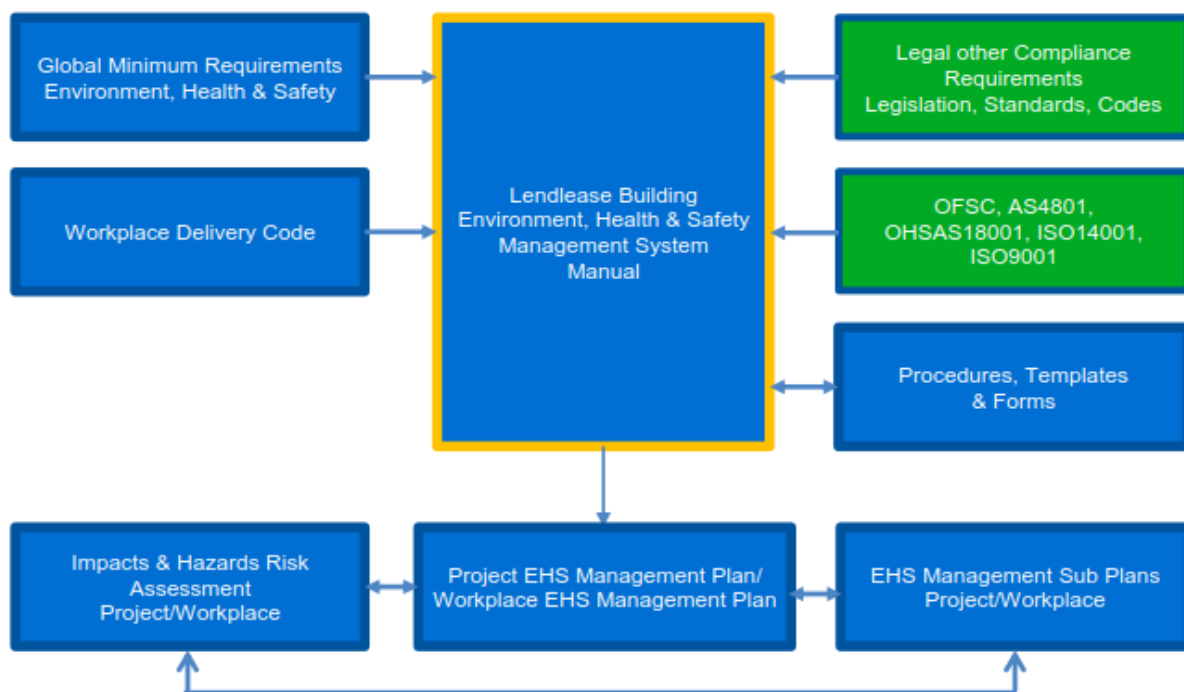 Global Minimum Requirements
Environment, Health & Safety
Workplace Delivery Code
Lendlease Building
Environment, Health & Safety
Management System
Manual
Legal other Compliance
Requirements
Legislation, Standards, Codes
OFSC, AS4801,
OHSAS18001, ISO14001,
ISO9001
Procedures, Templates
& Forms
Impacts & Hazards Risk
Assessment
Project/Workplace
Project EHS Management Plan/
Workplace EHS Management Plan
EHS Management Sub Plans
Project/Workplace